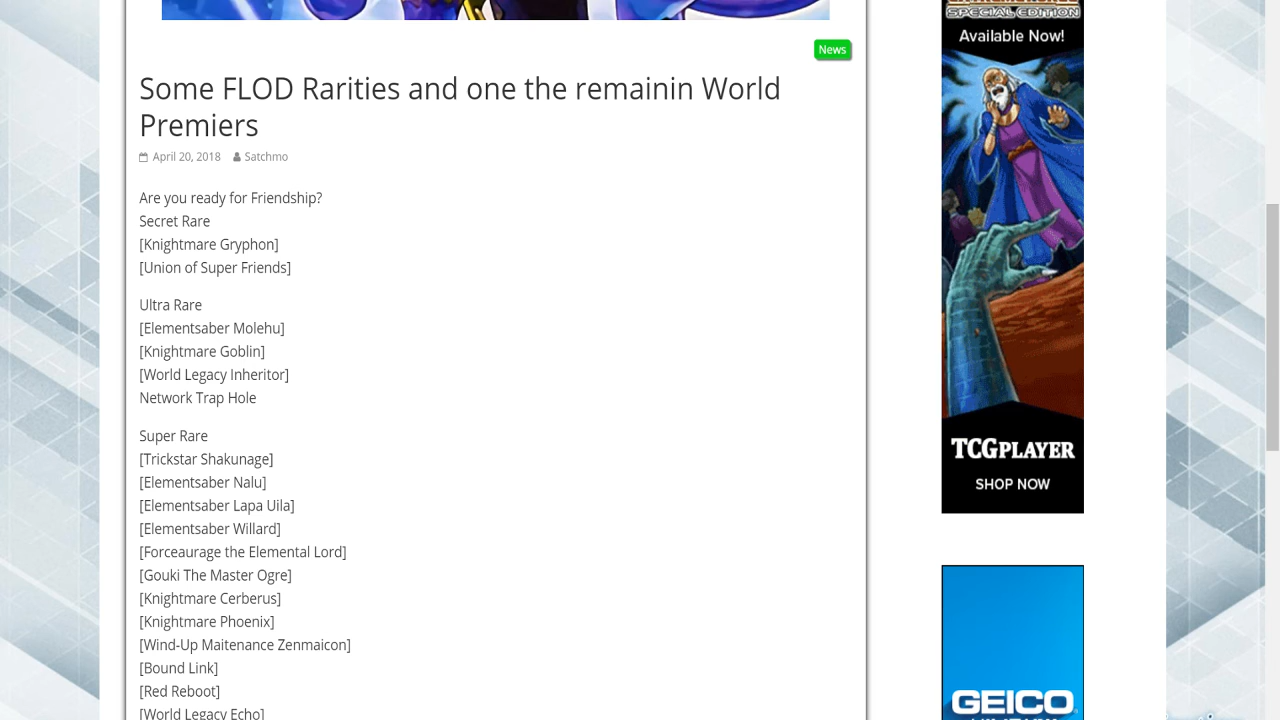 News
Some FLOD Rarities and one the remainin World
Premiers
April 20, 2018 Satchmo
Are you ready for Friendship?
Secret Rare
[Knightmare Gryphon]
[Union of Super Friends]
Ultra Rare
[Elementsaber Molehu]
[Knightmare Goblin]
[World Legacy Inheritor]
Network Trap Hole
Super Rare
[Trickstar Shakunage]
[Elementsaber Nalu]
[Elementsaber Lapa Uila]
[Elementsaber Willard]
[Forceaurage the Elemental Lord]
[Gouki The Master Ogre]
[Knightmare Cerberus]
[Knightmare Phoenix]
[Wind-Up Maitenance Zenmaicon]
[Bound Link]
[Red Reboot]
[World Legacy Echo]
SPECIAL EDITION
Available Now!
TCGPLAYER
SHOP NOW
GEICO